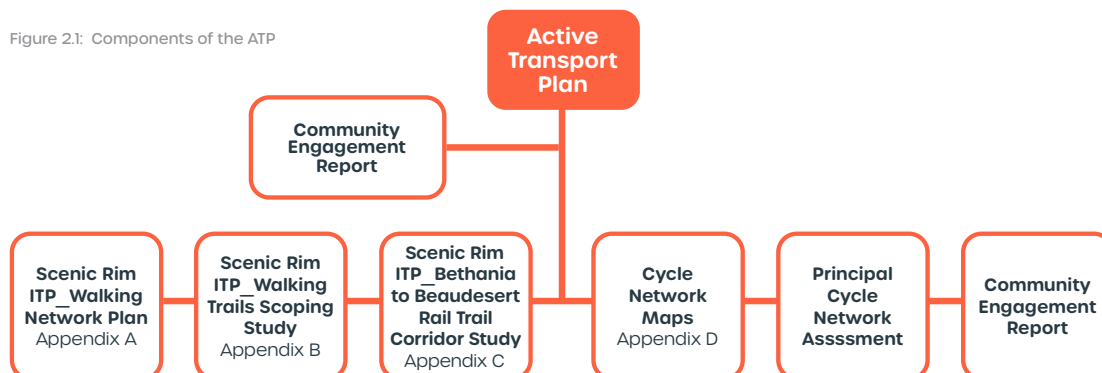 Figure 2.1: Components of the ATP
Active
Transport
Plan
Community
Engagement
Report
Scenic Rim
ITP_Walking
Network Plan
Appendix A
Scenic Rim
ITP_Walking
Trails Scoping
Study
Appendix B
Scenic Rim
ITP_Bethania
to Beaudesert
Rail Trail
Corridor Study
Appendix C
Cycle
Network
Maps
Appendix D
Principal
Cycle
Network
Assssment
Community
Engagement
Report